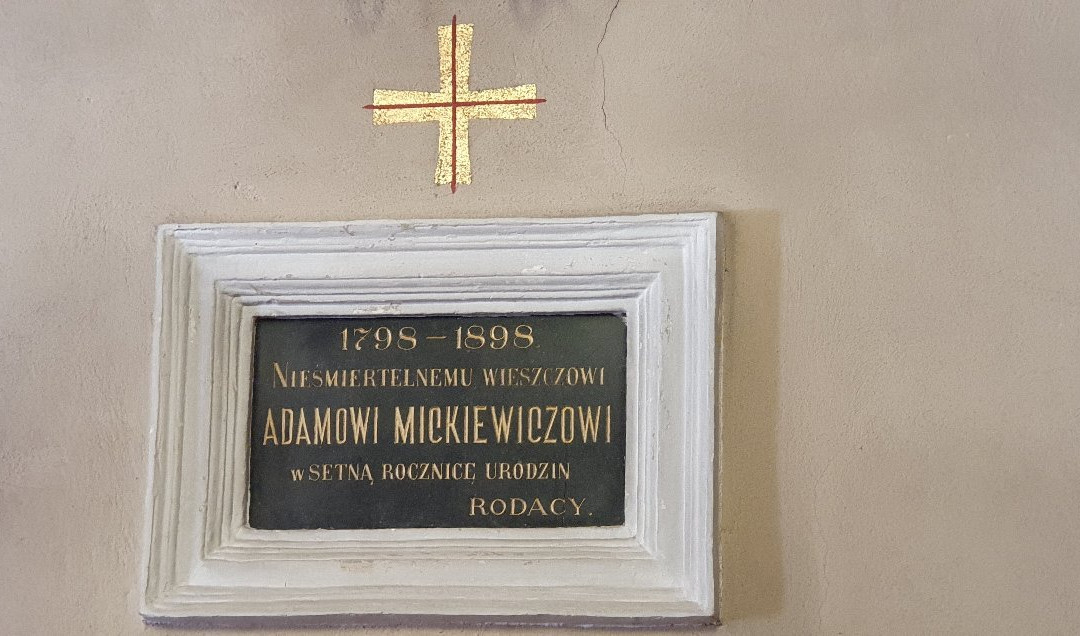 1798 – 1898.
NIEŚMIERTELNEMU WIESZCZOWI
ADAMOWI MICKIEWICZOWI
W SETNĄ ROCZNICĘ URODZIN
RODACY.